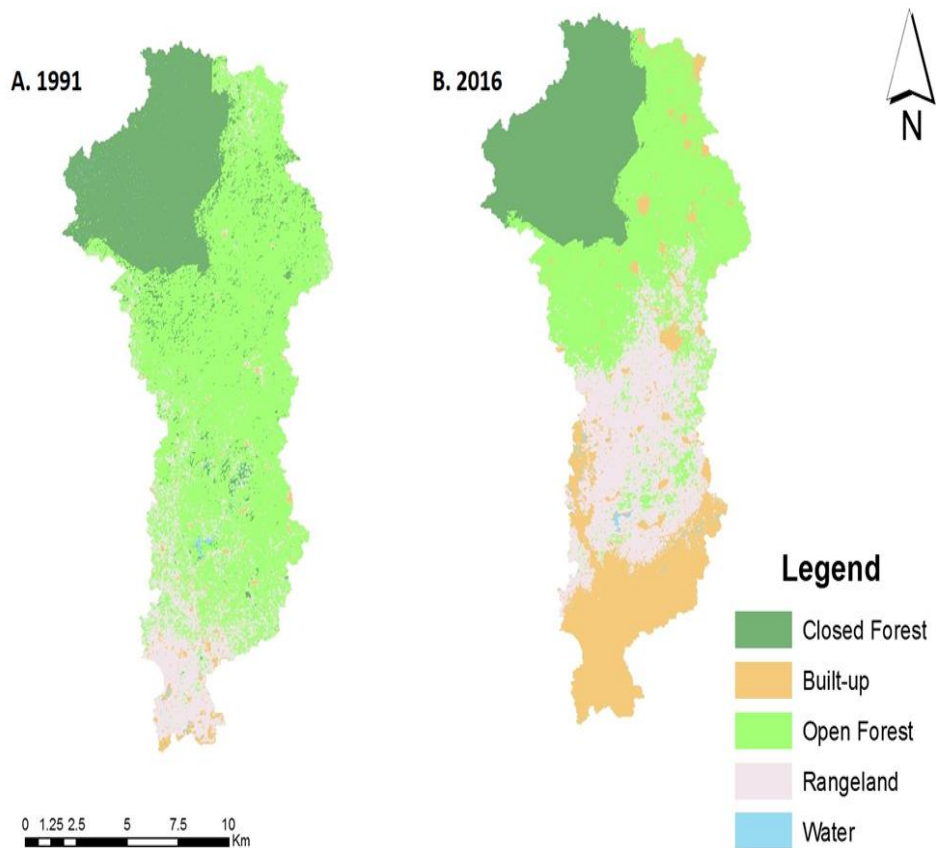 A. 1991
B. 2016
N
Legend
Closed Forest
Built-up
Open Forest
Rangeland
Water
0 1.25 2.5 5 7.5 10
Km